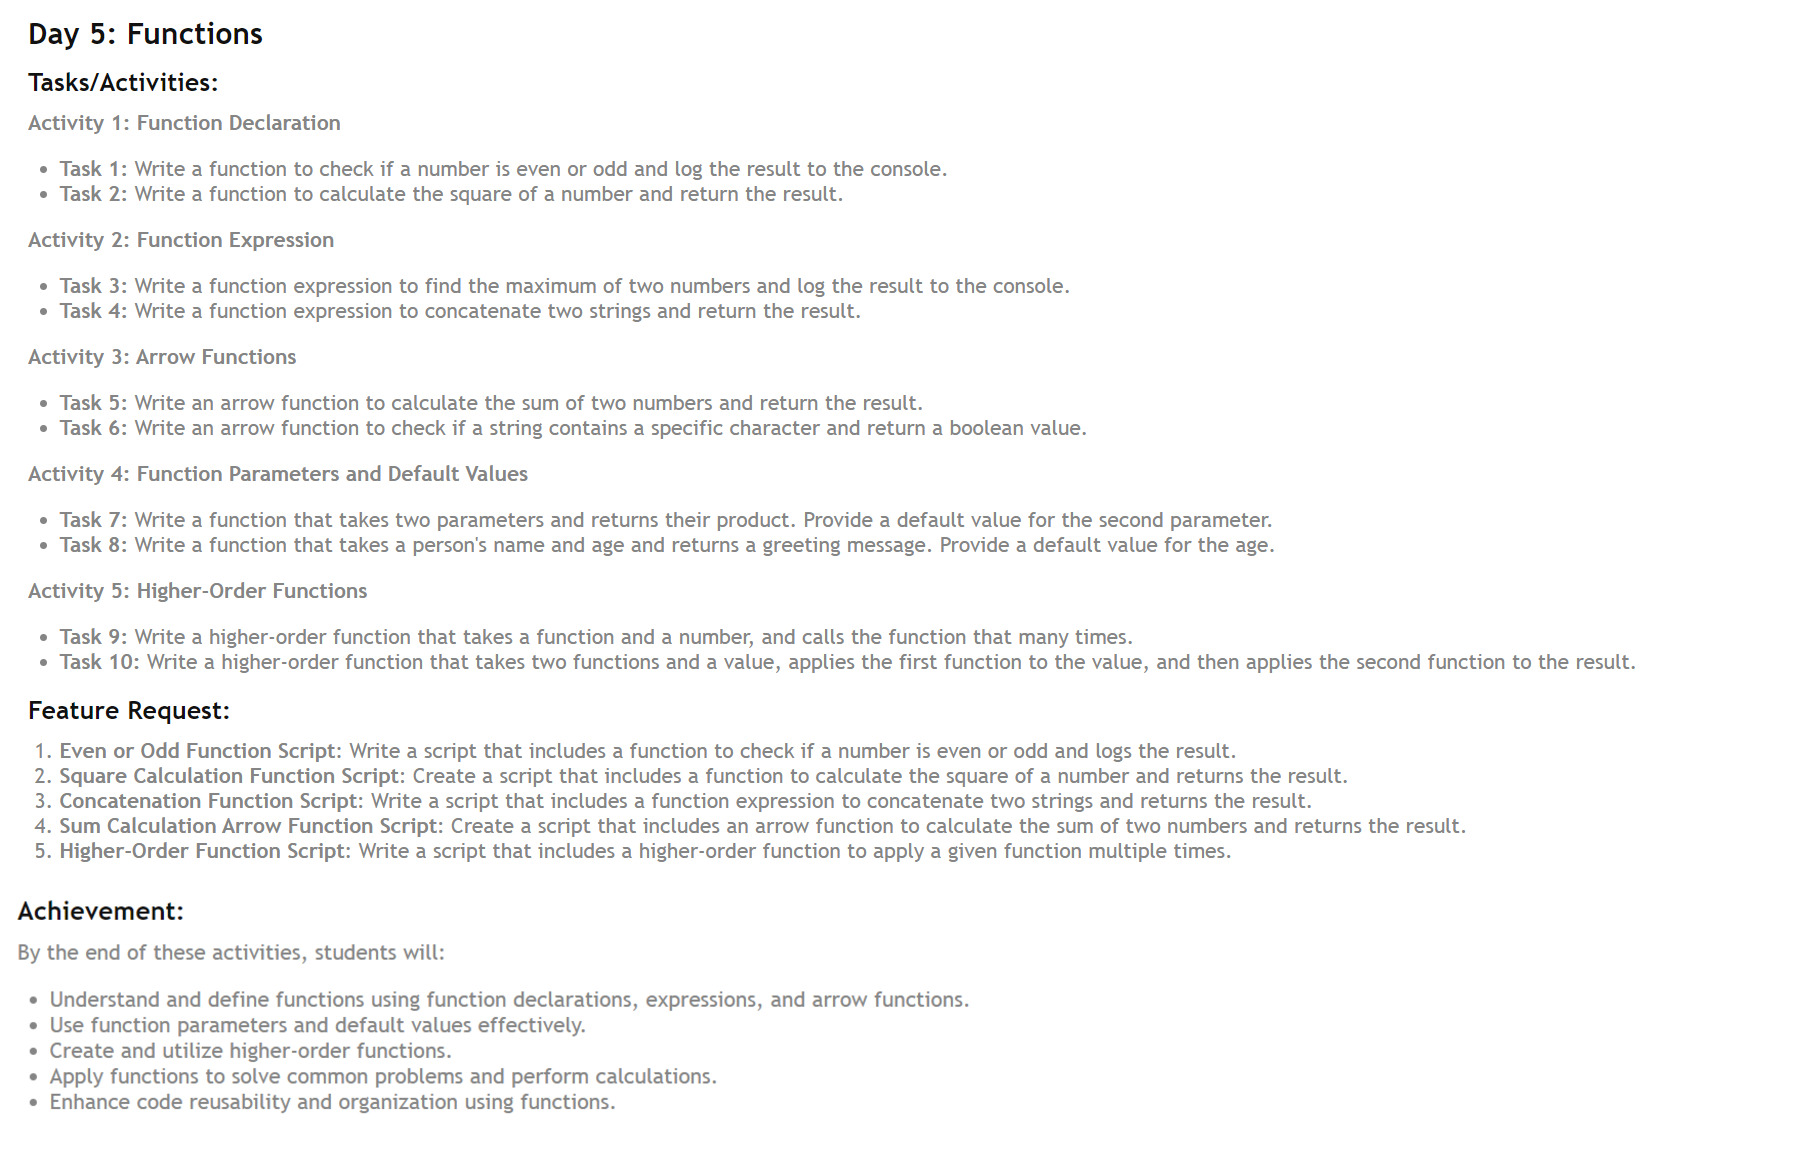 Day 5: Functions
Tasks/Activities:
Activity 1: Function Declaration
• Task 1: Write a function to check if a number is even or odd and log the result to the console.
• Task 2: Write a function to calculate the square of a number and return the result.
Activity 2: Function Expression
• Task 3: Write a function expression to find the maximum of two numbers and log the result to the console.
• Task 4: Write a function expression to concatenate two strings and return the result.
Activity 3: Arrow Functions
• Task 5: Write an arrow function to calculate the sum of two numbers and return the result.
• Task 6: Write an arrow function to check if a string contains a specific character and return a boolean value.
Activity 4: Function Parameters and Default Values
• Task 7: Write a function that takes two parameters and returns their product. Provide a default value for the second parameter.
• Task 8: Write a function that takes a person's name and age and returns a greeting message. Provide a default value for the age.
Activity 5: Higher-Order Functions
• Task 9: Write a higher-order function that takes a function and a number, and calls the function that many times.
• Task 10: Write a higher-order function that takes two functions and a value, applies the first function to the value, and then applies the second function to the result.
Feature Request:
1. Even or Odd Function Script: Write a script that includes a function to check if a number is even or odd and logs the result.
2. Square Calculation Function Script: Create a script that includes a function to calculate the square of a number and returns the result.
3. Concatenation Function Script: Write a script that includes a function expression to concatenate two strings and returns the result.
4. Sum Calculation Arrow Function Script: Create a script that includes an arrow function to calculate the sum of two numbers and returns the result.
5. Higher-Order Function Script: Write a script that includes a higher-order function to apply a given function multiple times.
Achievement:
By the end of these activities, students will:
• Understand and define functions using function declarations, expressions, and arrow functions.
• Use function parameters and default values effectively.
• Create and utilize higher-order functions.
• Apply functions to solve common problems and perform calculations.
• Enhance code reusability and organization using functions.